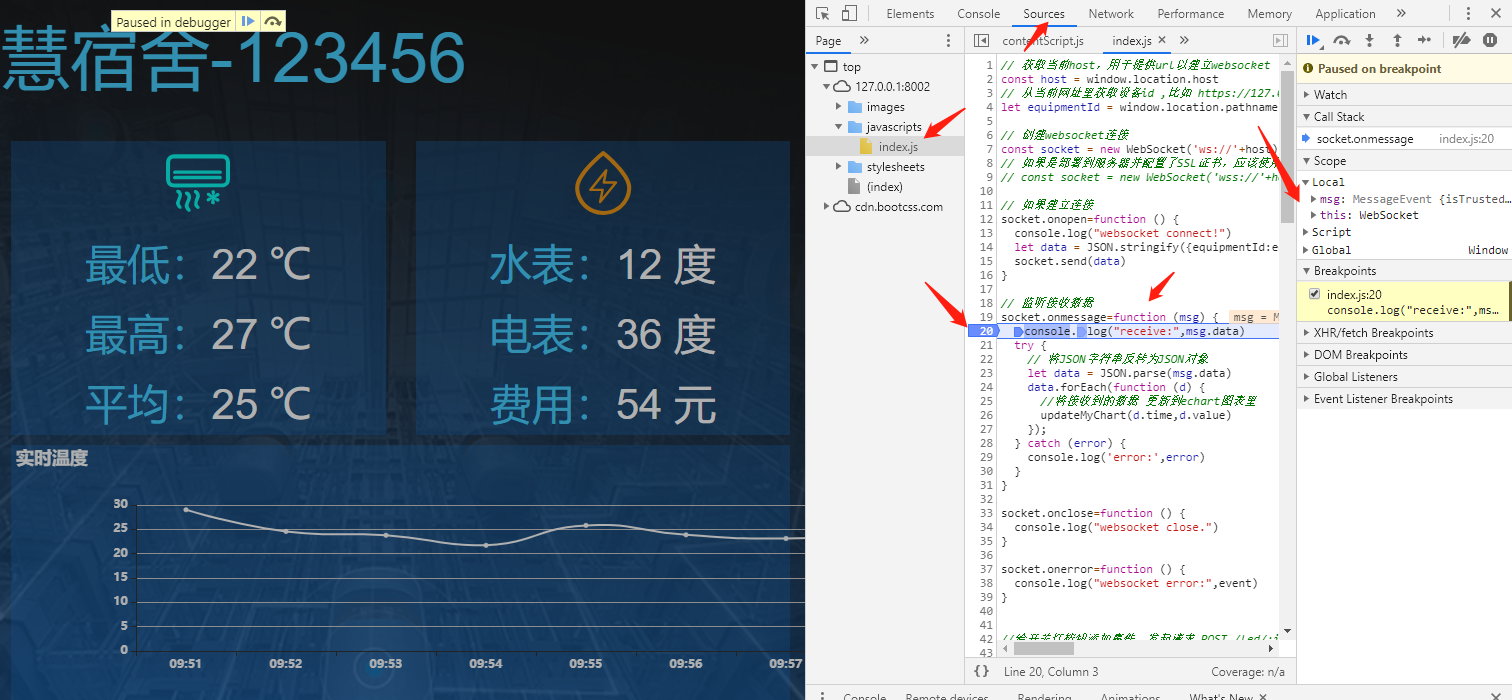 Paused in debugger
慧宿舍-123456
最低： 22 ℃
最高： 27 ℃
平均： 25 ℃
水表： 12 度
电表： 36 度
费用： 54 元
实时温度
30
25
20
15
10
5
0
09:51 09:52 09:53 09:54 09:55 09:56 09:57
Elements Console Sources Network Performance Memory Application »
Page »
top
127.0.0.1:8002
images
javascripts
index.js
stylesheets
(index)
cdn.bootcss.com
contentScript.js index.js × »
1 // 获取当前host，用于提供url以建立websocket
2 const host = window.location.host
3 // 从当前网址里获取设备id ,比如 https://127.
4 let equipmentId = window.location.pathname
5
6 // 创建websocket连接
7 const socket = new WebSocket('ws://'+host)
8 // 如果是部署到服务器并配置了SSL证书，应该使
9 // const socket = new WebSocket('wss://'+h
10
11 // 如果建立连接
12 socket.onopen=function () {
13 console.log("websocket connect!")
14 let data = JSON.stringify({equipmentId:e
15 socket.send(data)
16 }
17
18 // 监听接收数据
19 socket.onmessage=function (msg) { msg = M
20 console.log("receive:",msg.data)
21 try {
22 // 将JSON字符串反转为JSON对象
23 let data = JSON.parse(msg.data)
24 data.forEach(function (d) {
25 //将接收到的数据 更新到echart图表里
26 updateMyChart(d.time,d.value)
27 });
28 } catch (error) {
29 console.log('error:',error)
30 }
31 }
32
33 socket.onclose=function () {
34 console.log("websocket close.")
35 }
36
37 socket.onerror=function () {
38 console.log("websocket error:",event)
39 }
40
41
42
43
{} Line 20, Column 3 Coverage: n/a
Paused on breakpoint
Watch
Call Stack
socket.onmessage index.js:20
Scope
Local
msg: MessageEvent {isTrusted…
this: WebSocket
Script
Global Window
Breakpoints
index.js:20
console.log("receive:",ms…
XHR/fetch Breakpoints
DOM Breakpoints
Global Listeners
Event Listener Breakpoints
Console Remote devices Rendering Animations What's New ×